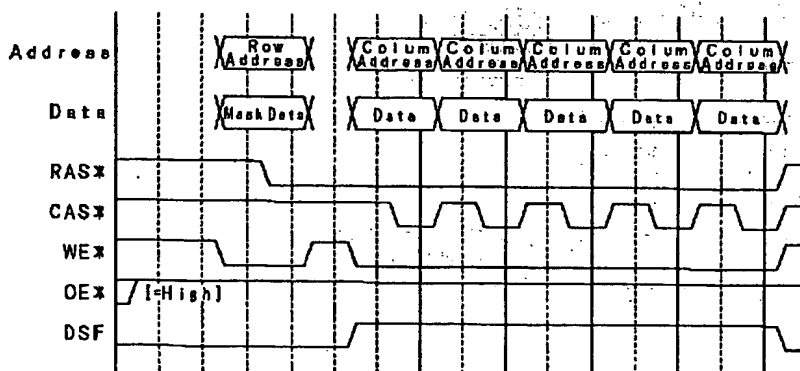 Address
Row Address
Colum Address
Colum Address
Colum Address
Colum Address
Colum Address
Data
Mask Data
Data
Data
Data
Data
Data
RAS*
CAS*
WE*
OE*
[=High]
DSF